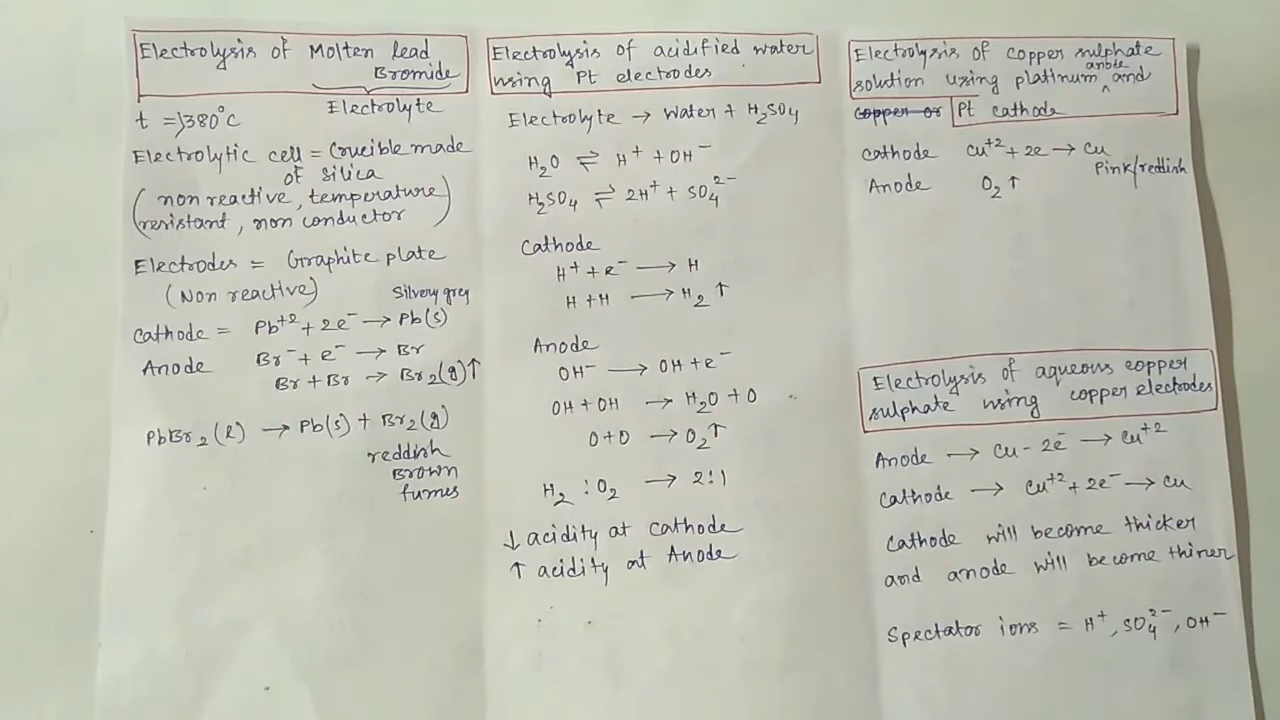 Electrolysis of Molten lead
Bromide
Electrolyte
t = >380°C
Electrolytic cell = Crucible made
of silica
(non reactive, temperature
resistant, non conductor)
Electrodes = Graphite plate
(Non reactive)
Silvery grey
Cathode = Pb⁺² + 2e⁻ → Pb(s)
Anode Br⁻ + e⁻ → Br
Br + Br → Br₂(g)↑
PbBr₂(l) → Pb(s) + Br₂(g)
reddish
Brown
fumes
Electrolysis of acidified water
using Pt electrodes
Electrolyte → Water + H₂SO₄
H₂O ⇌ H⁺ + OH⁻
H₂SO₄ ⇌ 2H⁺ + SO₄²⁻
Cathode
H⁺ + e⁻ → H
H + H → H₂ ↑
Anode
OH⁻ → OH + e⁻
OH + OH → H₂O + O
O + O → O₂↑
H₂ : O₂ → 2:1
↓ acidity at Cathode
↑ acidity at Anode
Electrolysis of copper sulphate
solution using platinum anode and
copper or Pt cathode
Cathode Cu⁺² + 2e → Cu
Pink/reddish
Anode O₂ ↑
Electrolysis of aqueous copper
sulphate using copper electrodes
Anode → Cu - 2e⁻ → Cu⁺²
Cathode → Cu⁺² + 2e⁻ → Cu
Cathode will become thicker
and anode will become thiner
Spectator ions = H⁺, SO₄²⁻, OH⁻